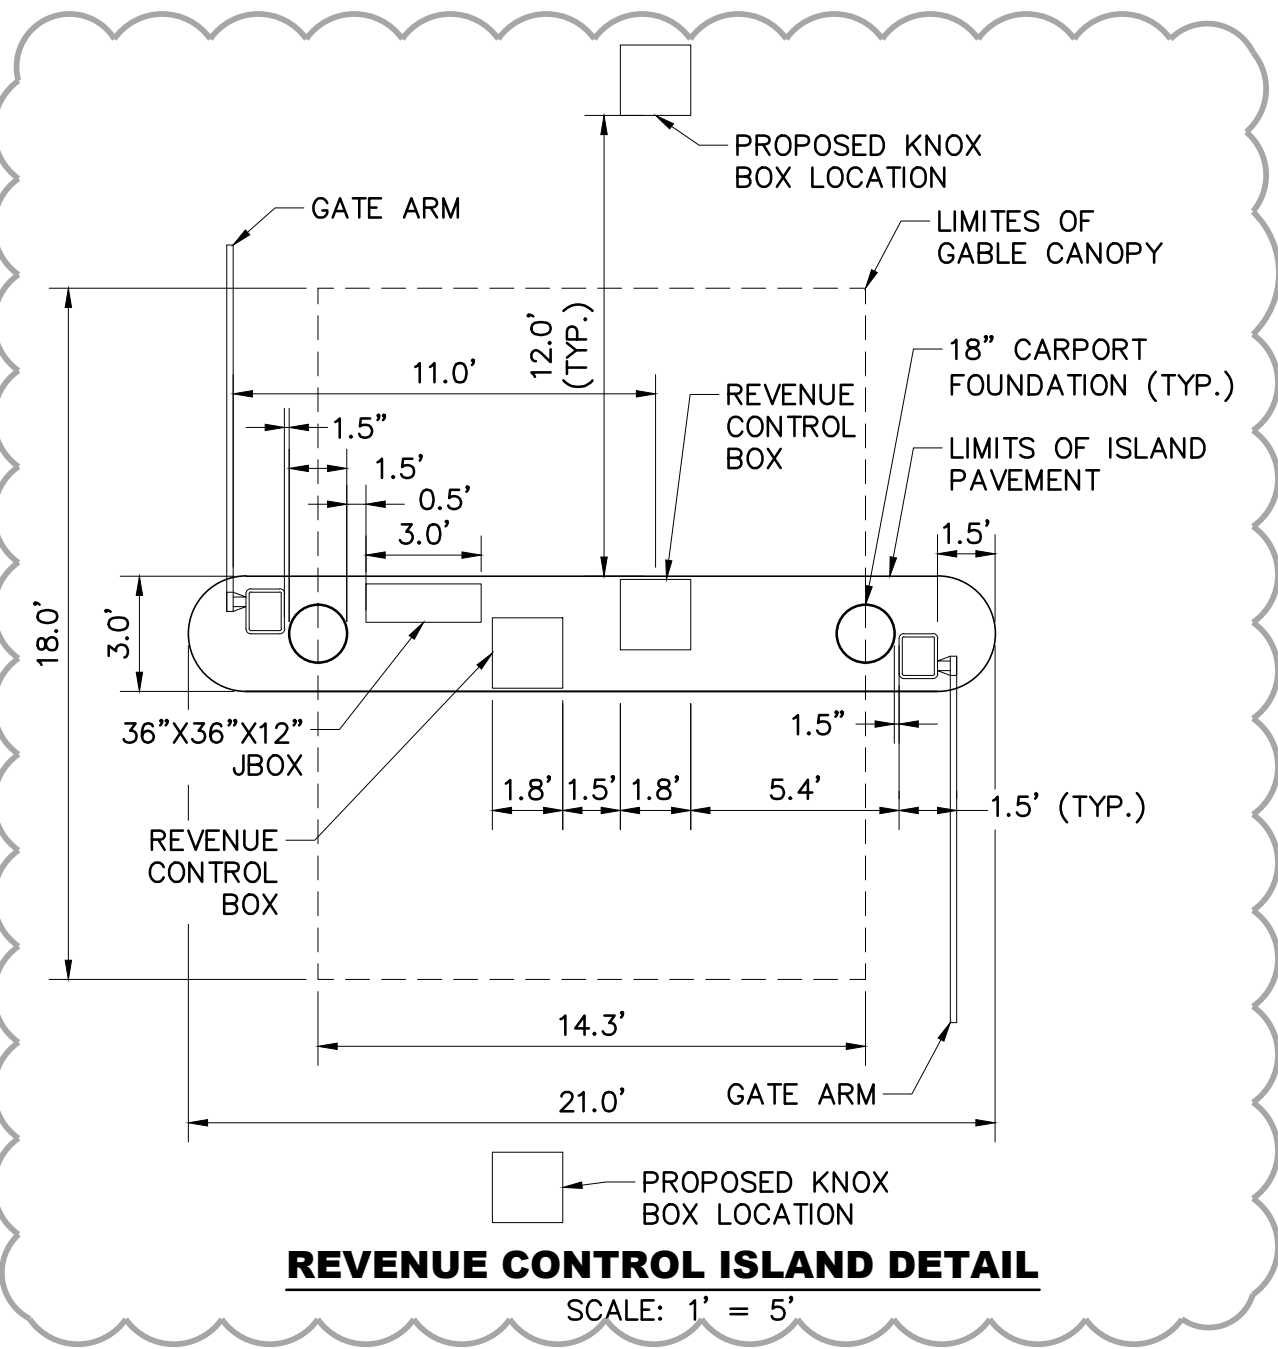 PROPOSED KNOX
BOX LOCATION
GATE ARM
LIMITES OF
GABLE CANOPY
12.0’
(TYP.)
18” CARPORT
FOUNDATION (TYP.)
11.0’
REVENUE
CONTROL
BOX
1.5”
LIMITS OF ISLAND
PAVEMENT
1.5’
0.5’
3.0’
1.5’
18.0’
3.0’
36”X36”X12”
JBOX
1.5”
1.8’
1.5’
1.8’
5.4’
1.5’ (TYP.)
REVENUE
CONTROL
BOX
14.3’
GATE ARM
21.0’
PROPOSED KNOX
BOX LOCATION
REVENUE CONTROL ISLAND DETAIL
SCALE: 1’ = 5’